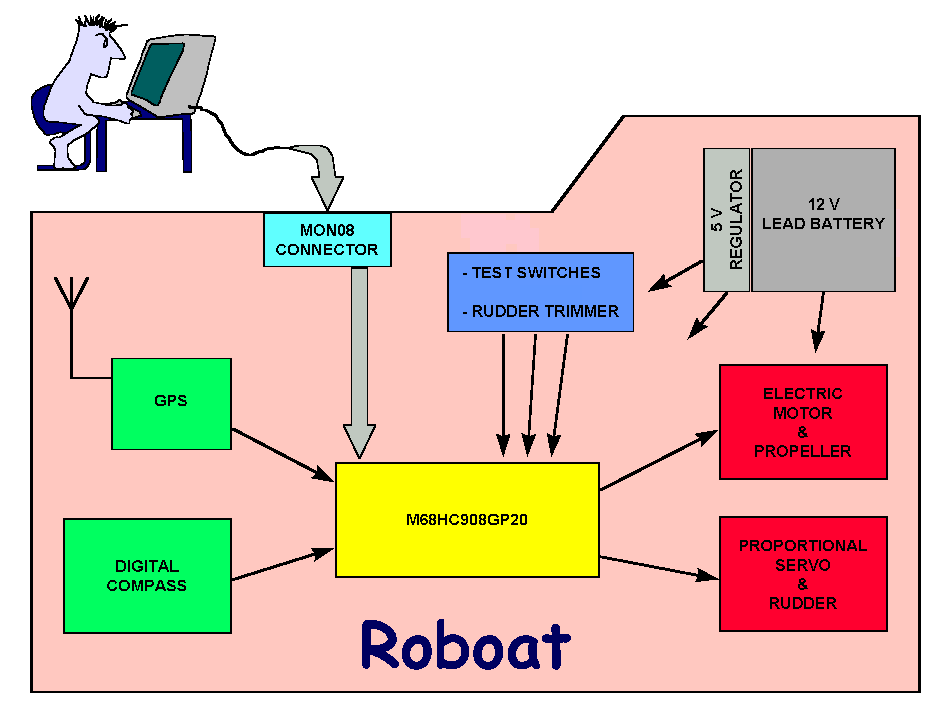 MON08
CONNECTOR
- TEST SWITCHES
- RUDDER TRIMMER
5 V
REGULATOR
12 V
LEAD BATTERY
GPS
ELECTRIC
MOTOR
&
PROPELLER
M68HC908GP20
DIGITAL
COMPASS
PROPORTIONAL
SERVO
&
RUDDER
Roboat